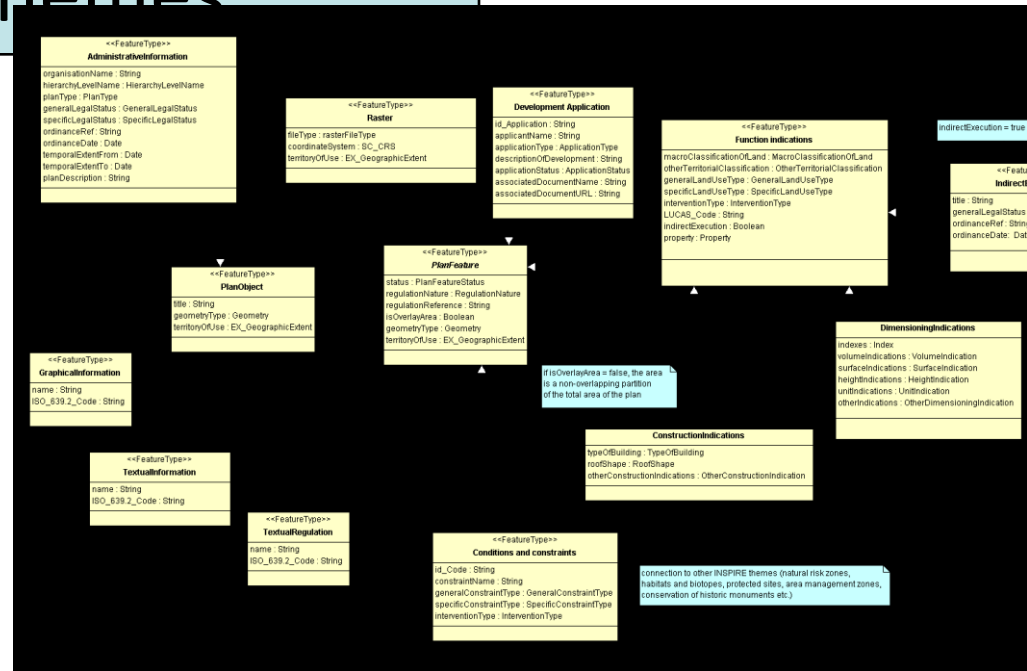 <<FeatureType>>
AdministrativeInformation
organisationName : String
hierarchyLevelName : HierarchyLevelName
planType : PlanType
generalLegalStatus : GeneralLegalStatus
specificLegalStatus : SpecificLegalStatus
ordinanceRef : String
ordinanceDate : Date
temporalExtentFrom : Date
temporalExtentTo : Date
planDescription : String
<<FeatureType>>
Raster
fileType : rasterFileType
coordinateSystem : SC_CRS
territoryOfUse : EX_GeographicExtent
<<FeatureType>>
Development Application
id_Application : String
applicantName : String
applicationType : ApplicationType
descriptionOfDevelopment : String
applicationStatus : ApplicationStatus
associatedDocumentName : String
associatedDocumentURL : String
<<FeatureType>>
Function indications
macroClassificationOfLand : MacroClassificationOfLand
otherTerritorialClassification : OtherTerritorialClassification
generalLandUseType : GeneralLandUseType
specificLandUseType : SpecificLandUseType
interventionType : InterventionType
LUCAS_Code : String
indirectExecution : Boolean
property : Property
indirectExecution = true
title : String
generalLegalStatus
ordinanceRef :
ordinanceDate:
<<FeatureType>>
PlanObject
title : String
geometryType : Geometry
territoryOfUse : EX_GeographicExtent
<<FeatureType>>
PlanFeature
status : PlanFeatureStatus
regulationNature : RegulationNature
regulationReference : String
isOverlayArea : Boolean
geometryType : Geometry
territoryOfUse : EX_GeographicExtent
if isOverlayArea = false, the area
is a non-overlapping partition
of the total area of the plan
DimensioningIndications
indexes : Index
volumeIndications : VolumeIndication
surfaceIndications : SurfaceIndication
heightIndications : HeightIndication
unitIndications : UnitIndication
otherIndications : OtherDimensioningIndication
<<FeatureType>>
GraphicalInformation
name : String
ISO_639.2_Code : String
ConstructionIndications
typeOfBuilding : TypeOfBuilding
roofShape : RoofShape
otherConstructionIndications : OtherConstructionIndication
<<FeatureType>>
TextualInformation
name : String
ISO_639.2_Code : String
<<FeatureType>>
TextualRegulation
name : String
ISO_639.2_Code : String
<<FeatureType>>
Conditions and constraints
id_Code : String
constraintName : String
generalConstraintType : GeneralConstraintType
specificConstraintType : SpecificConstraintType
interventionType : InterventionType
connection to other INSPIRE themes (natural risk zones,
habitats and biotopes, protected sites, area management zones,
conservation of historic monuments etc.)